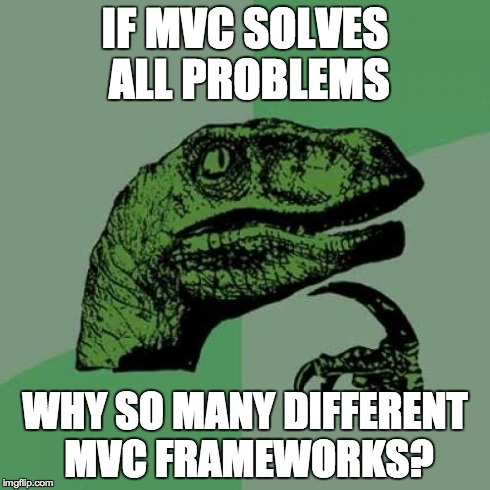 IF MVC SOLVES
ALL PROBLEMS
WHY SO MANY DIFFERENT
MVC FRAMEWORKS?
imgflip.com